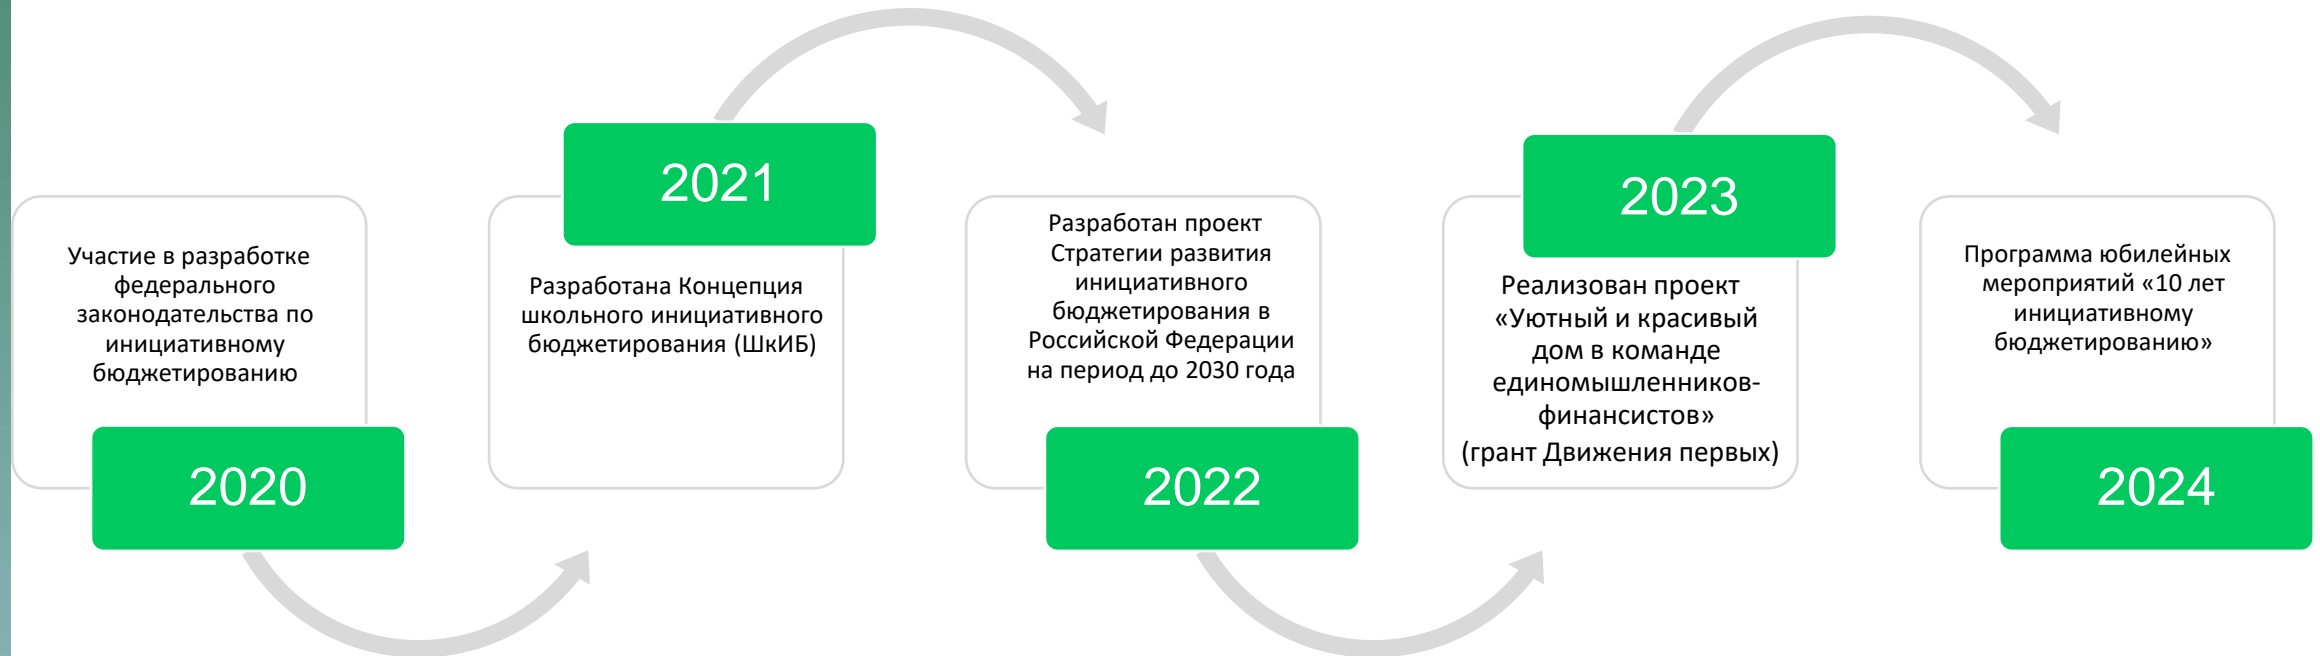 Участие в разработке
федерального
законодательства по
инициативному
бюджетированию
2020
2021
Разработана Концепция
школьного инициативного
бюджетирования (ШкИБ)
Разработан проект
Стратегии развития
инициативного
бюджетирования в
Российской Федерации
на период до 2030 года
2022
2023
Реализован проект
«Уютный и красивый
дом в команде
единомышленников-
финансистов»
(грант Движения первых)
Программа юбилейных
мероприятий «10 лет
инициативному
бюджетированию»
2024